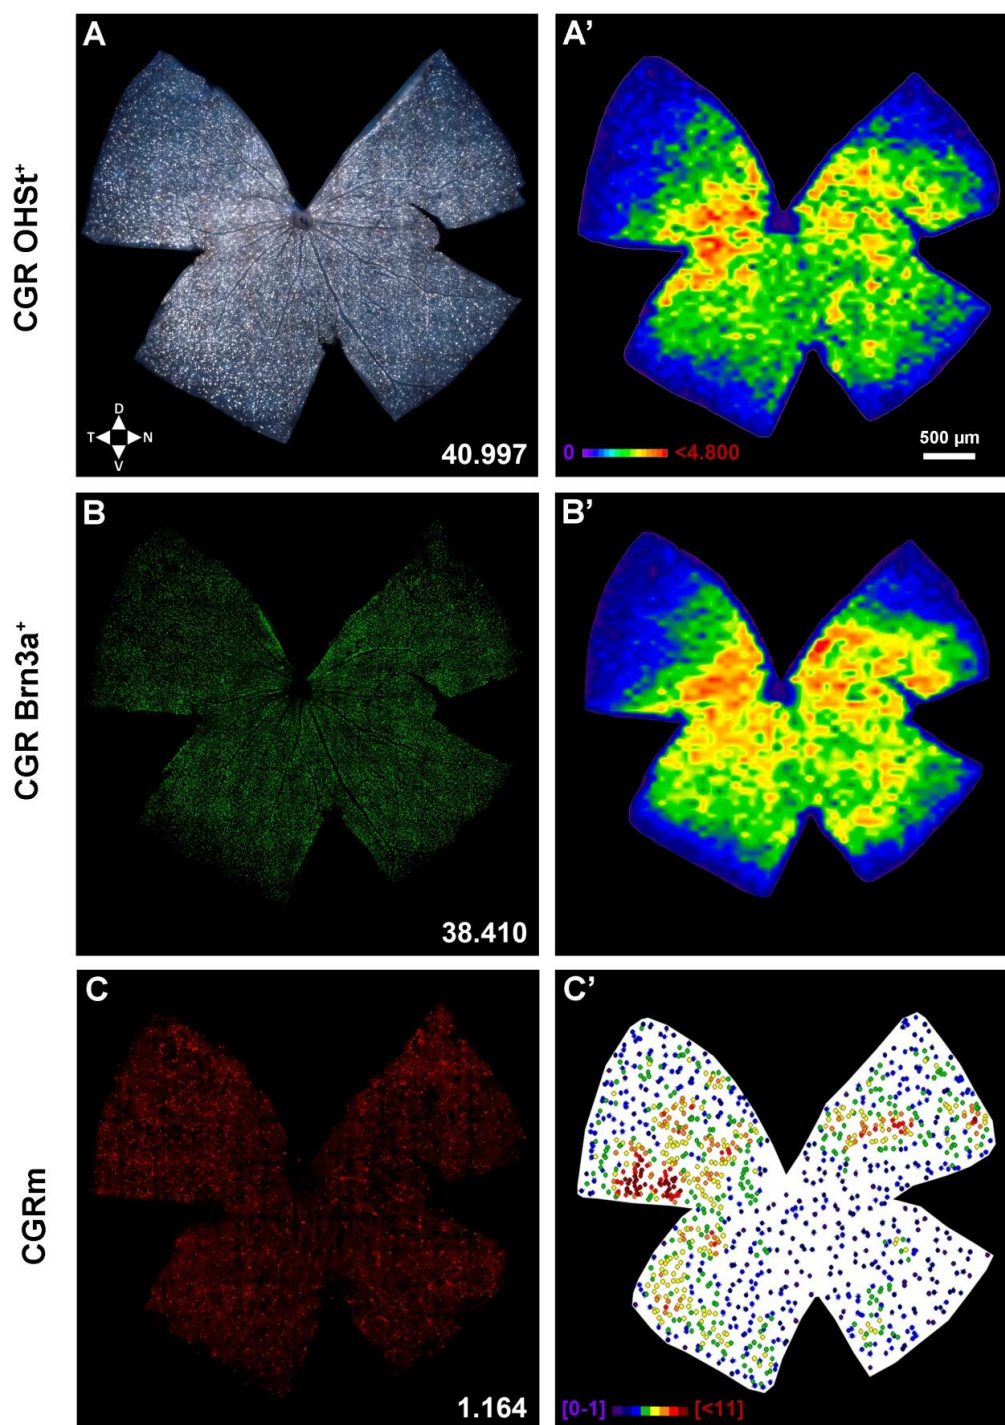 A
A’
CGR OHSt⁺
D
T N
V
40.997
0 <4.800
500 µm
B
B’
CGR Brn3a⁺
38.410
C
C’
CGRm
1.164
[0-1] [<11]